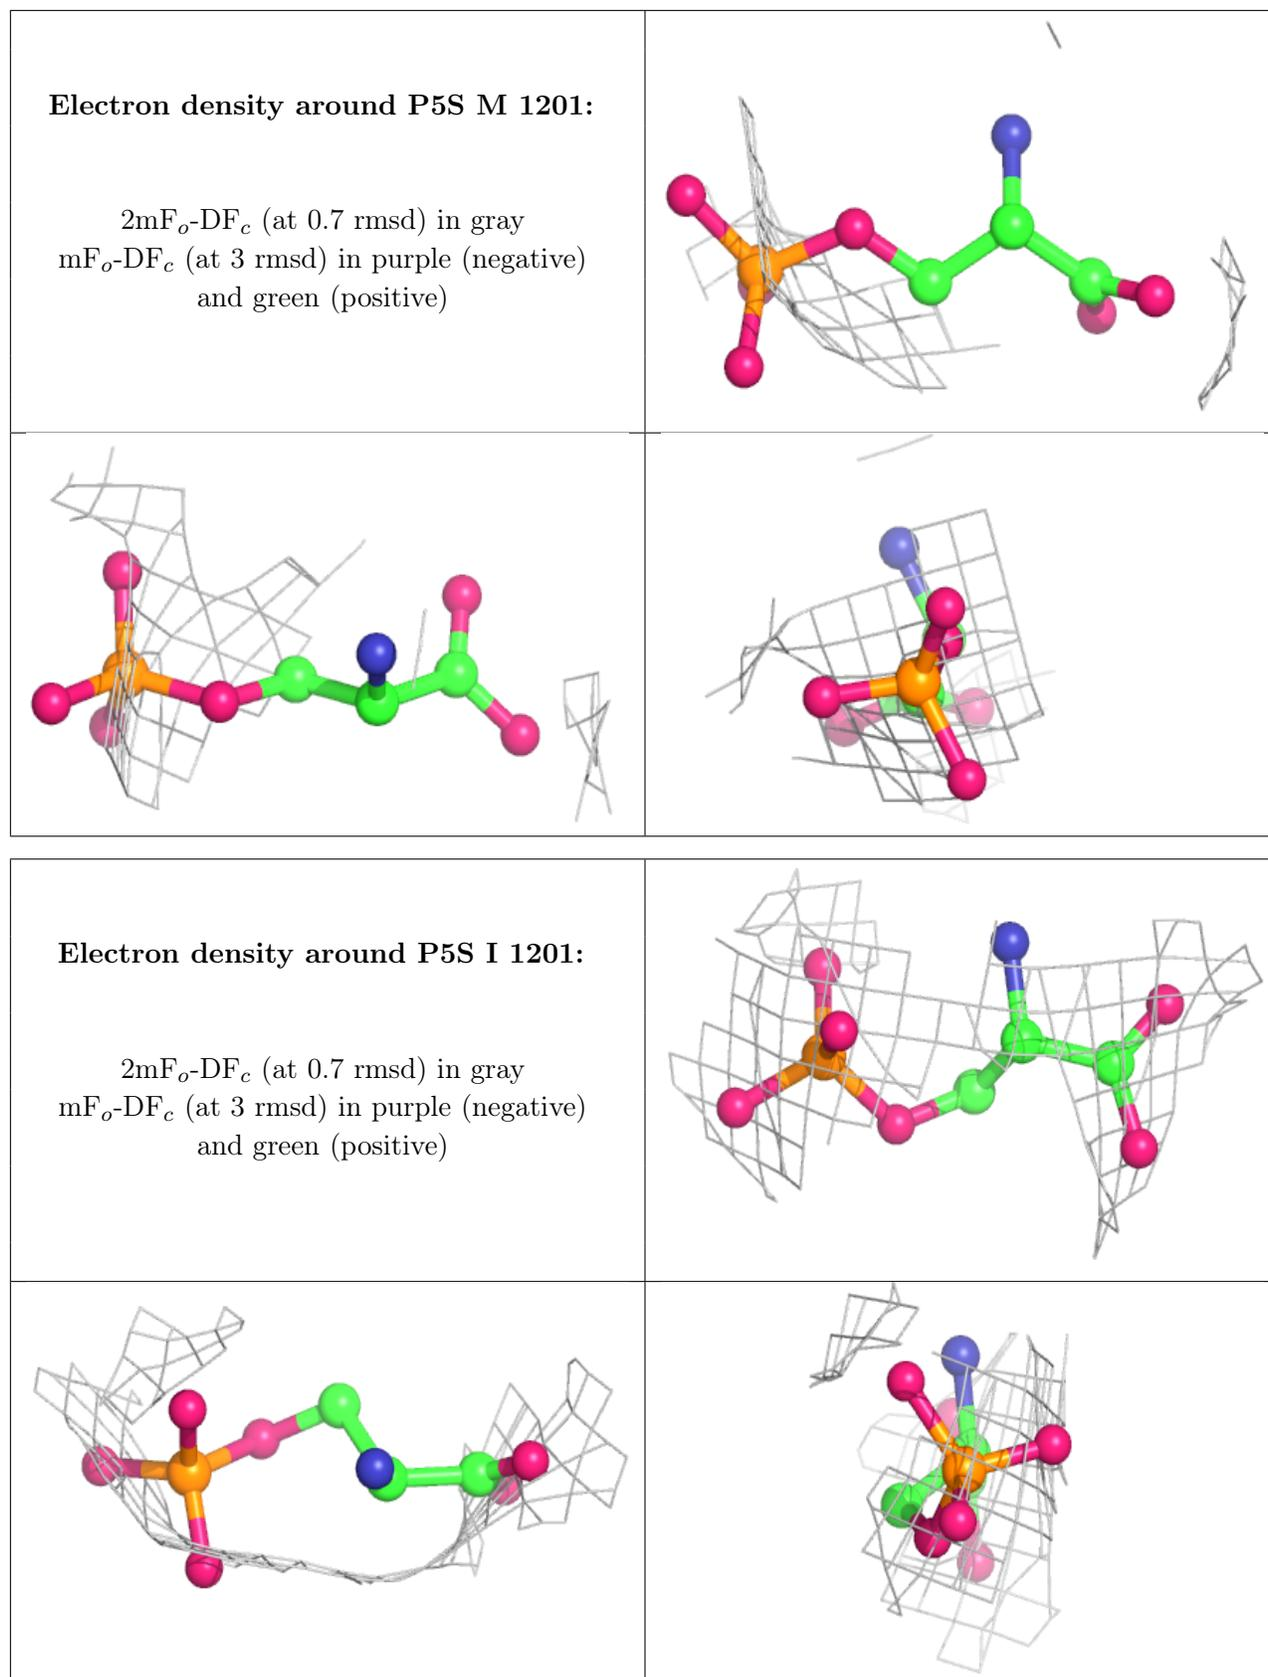 Electron density around P5S M 1201:
2mFo-DFc (at 0.7 rmsd) in gray
mFo-DFc (at 3 rmsd) in purple (negative)
and green (positive)
Electron density around P5S I 1201:
2mFo-DFc (at 0.7 rmsd) in gray
mFo-DFc (at 3 rmsd) in purple (negative)
and green (positive)